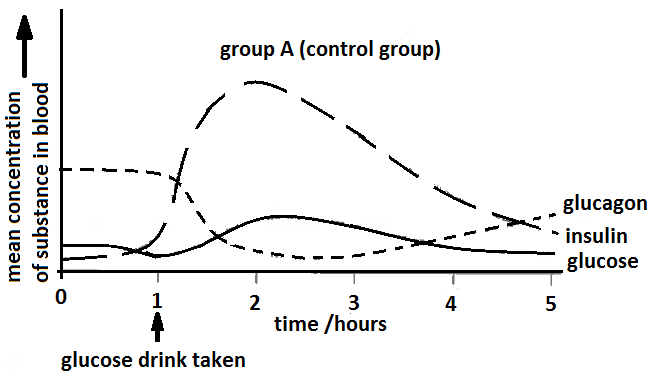 group A (control group)
mean concentration
of substance in blood
glucagon
insulin
glucose
0 1 2 3 4 5
time /hours
glucose drink taken